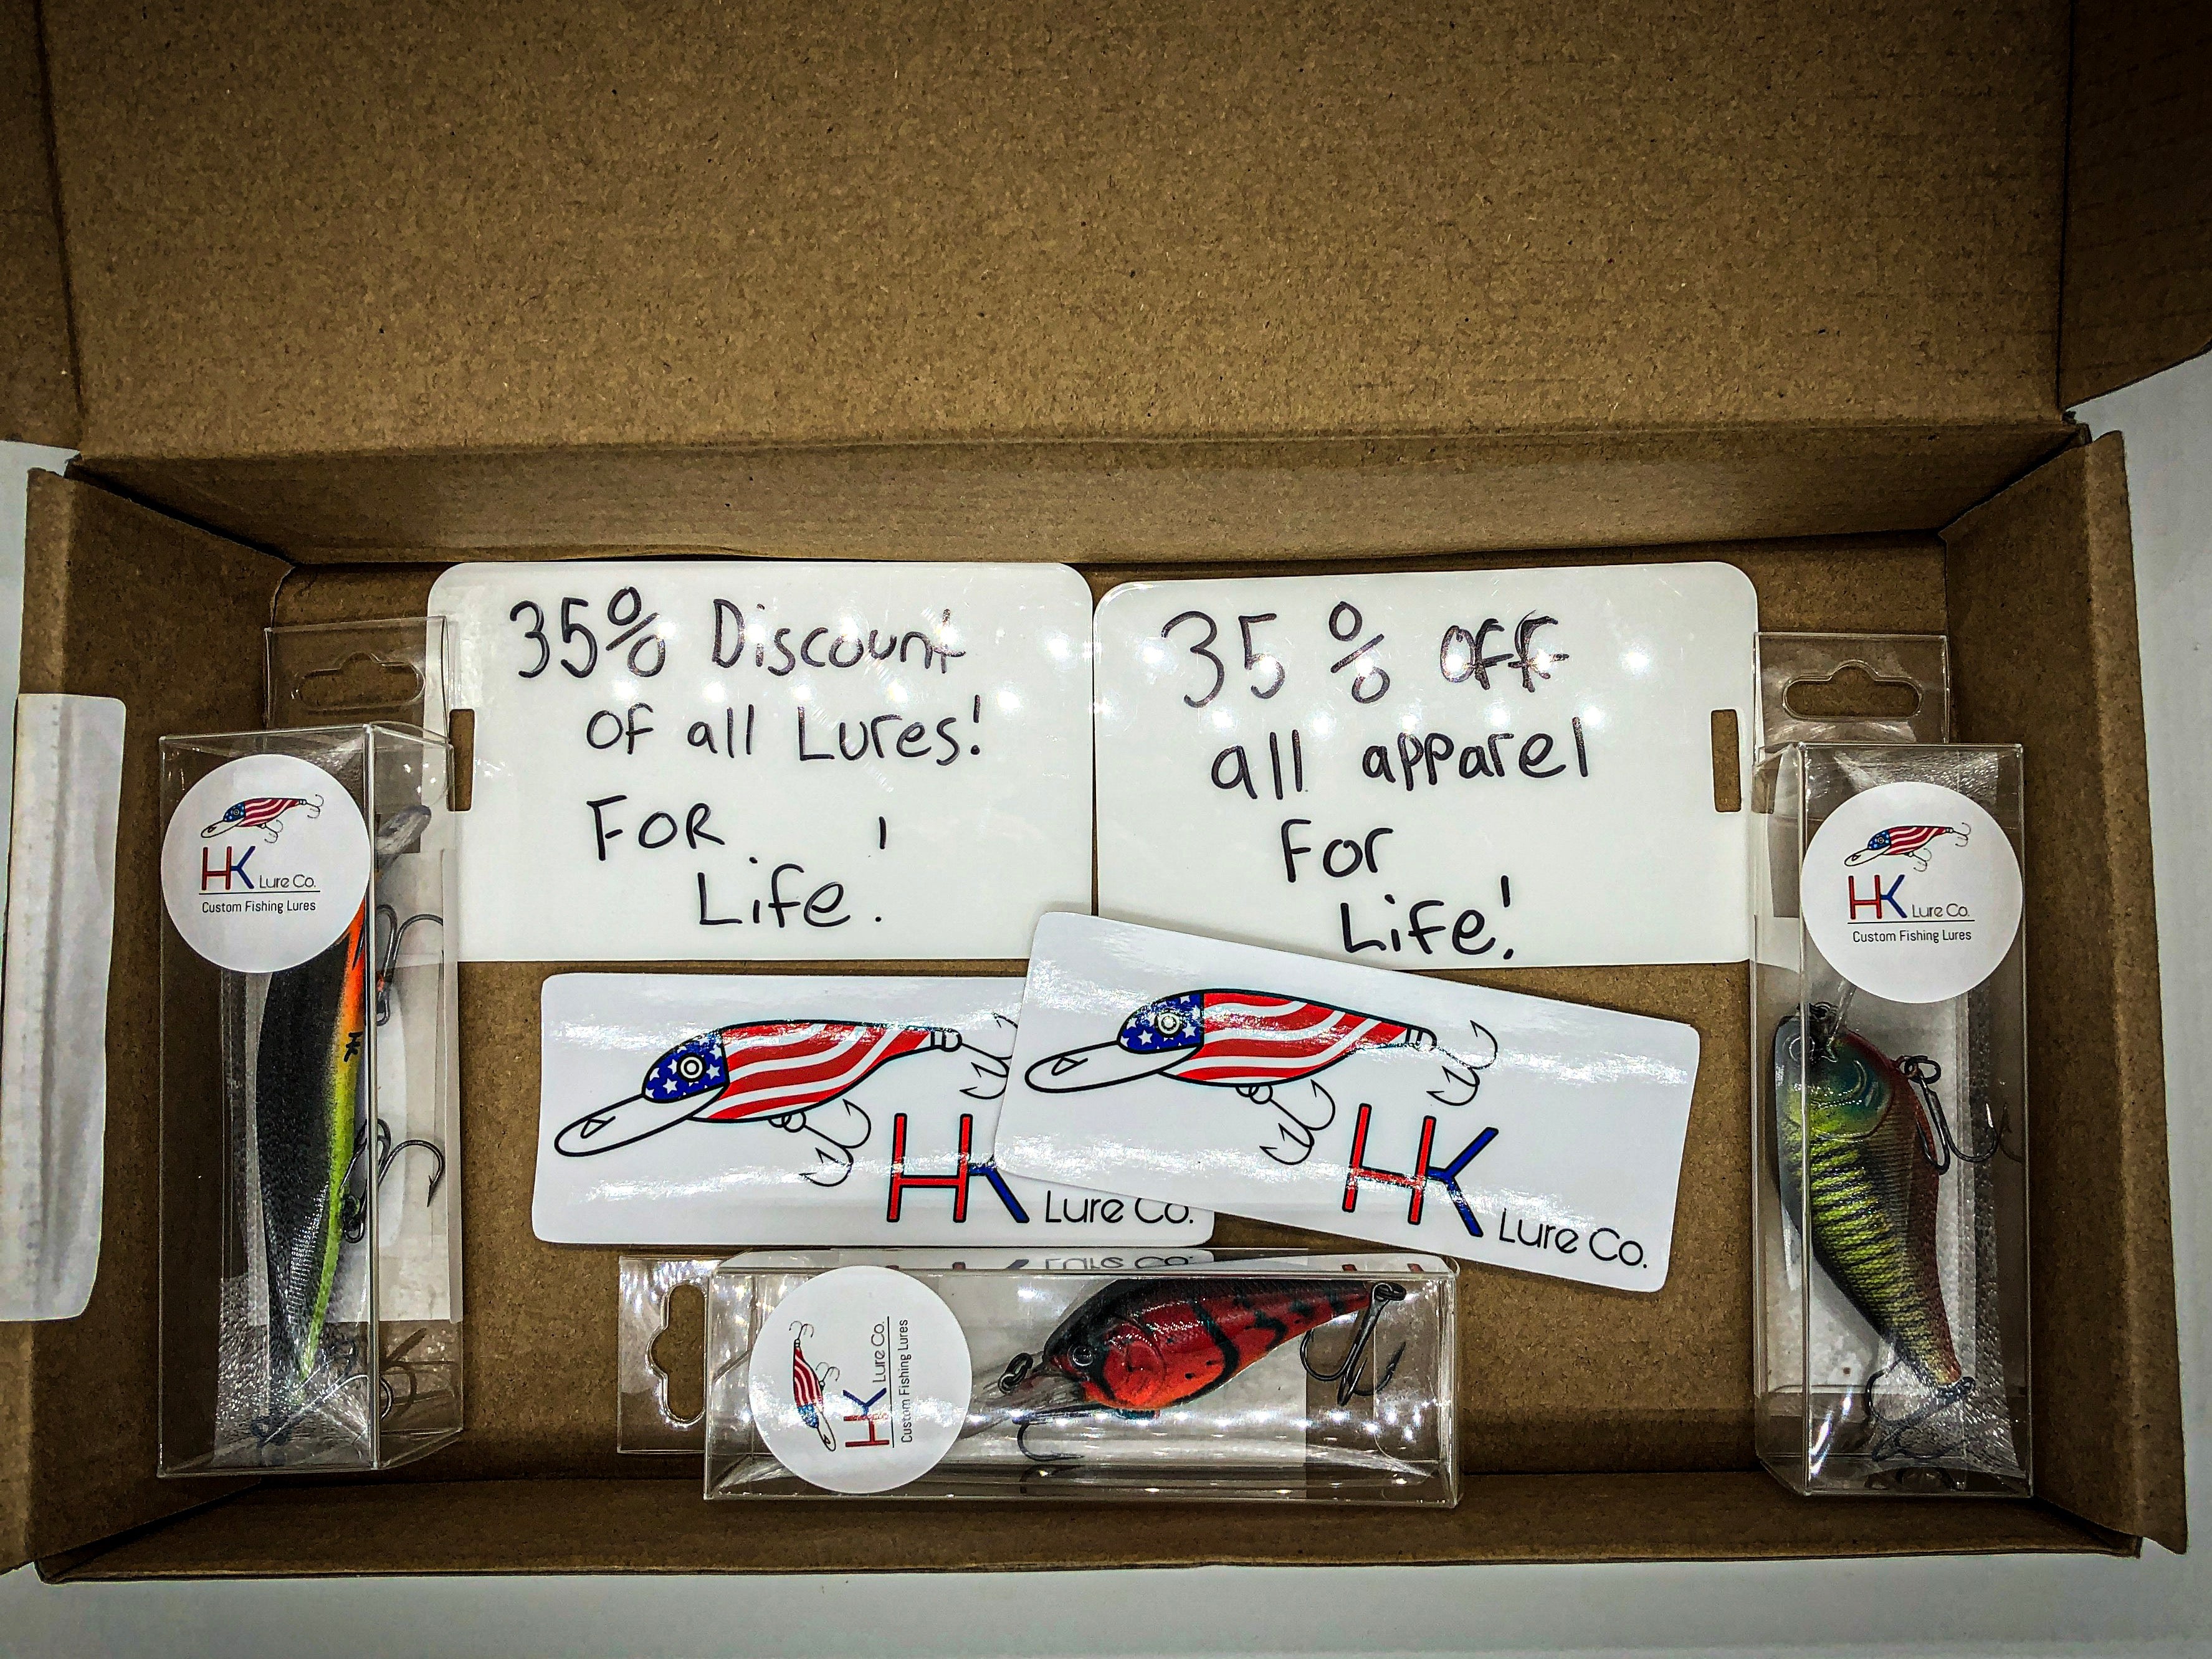 35% Discount
of all Lures!
FOR
Life!
35% off
all apparel
For
Life!
HK Lure Co.
Custom Fishing Lures
HK Lure Co.
Custom Fishing Lures
HK Lure Co.
HK Lure Co.
HK Lure Co.
Custom Fishing Lures
HK